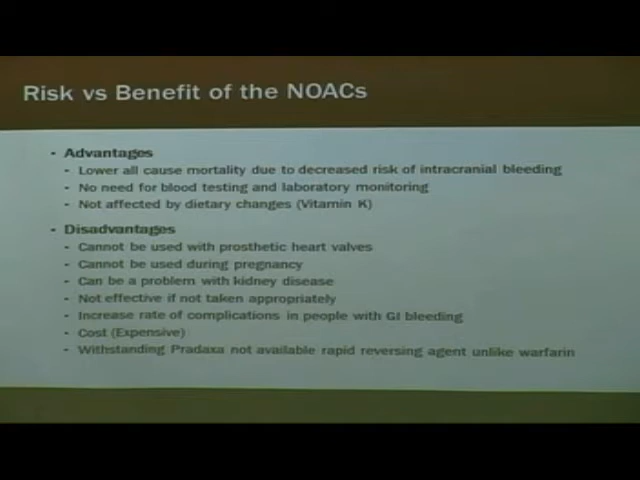 Risk vs Benefit of the NOACs
- Advantages
- Lower all cause mortality due to decreased risk of intracranial bleeding
- No need for blood testing and laboratory monitoring
- Not affected by dietary changes (Vitamin K)
- Disadvantages
- Cannot be used with prosthetic heart valves
- Cannot be used during pregnancy
- Can be a problem with kidney disease
- Not effective if not taken appropriately
- Increase rate of complications in people with GI bleeding
- Cost (Expensive)
- Withstanding Pradaxa not available rapid reversing agent unlike warfarin